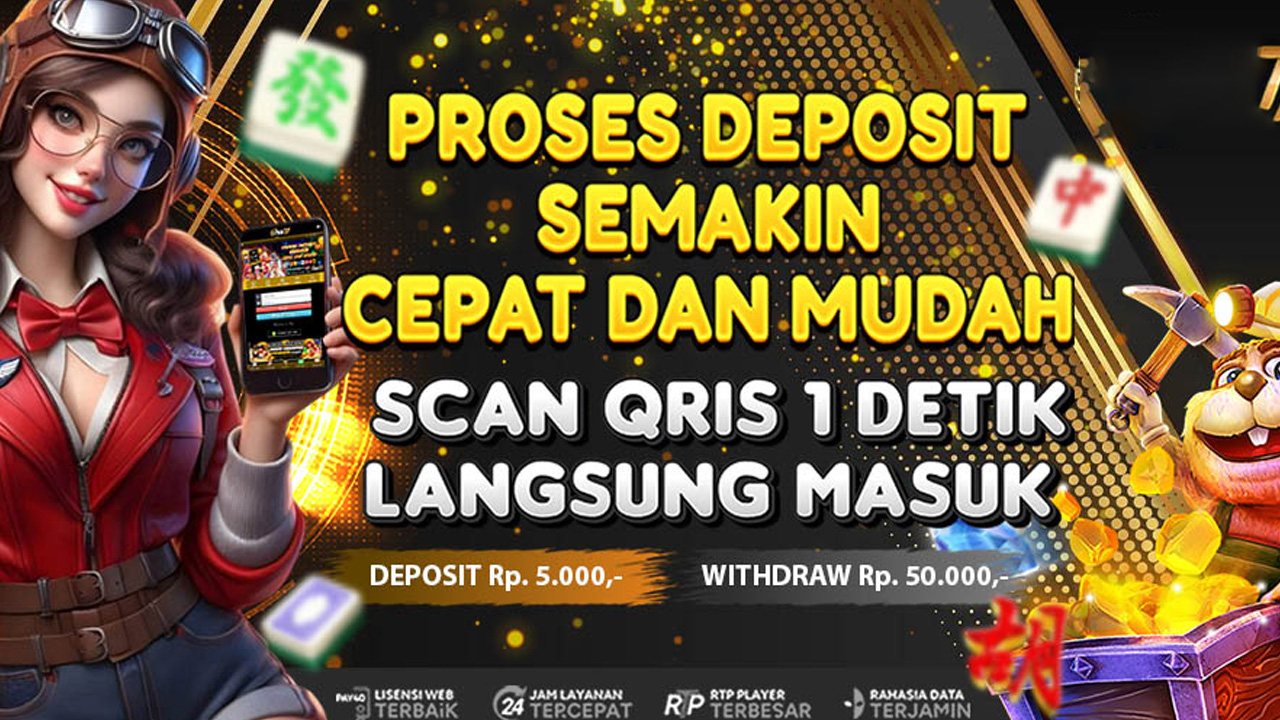 發
PROSES DEPOSIT
中
SEMAKIN
CEPAT DAN MUDAH
SCAN QRIS 1 DETIK
LANGSUNG MASUK
DEPOSIT Rp. 5.000,-
WITHDRAW Rp. 50.000,-
胡
LISENSI WEB
TERBAIK
24
JAM LAYANAN
TERCEPAT
RTP
RTP PLAYER
TERBESAR
RAHASIA DATA
TERJAMIN